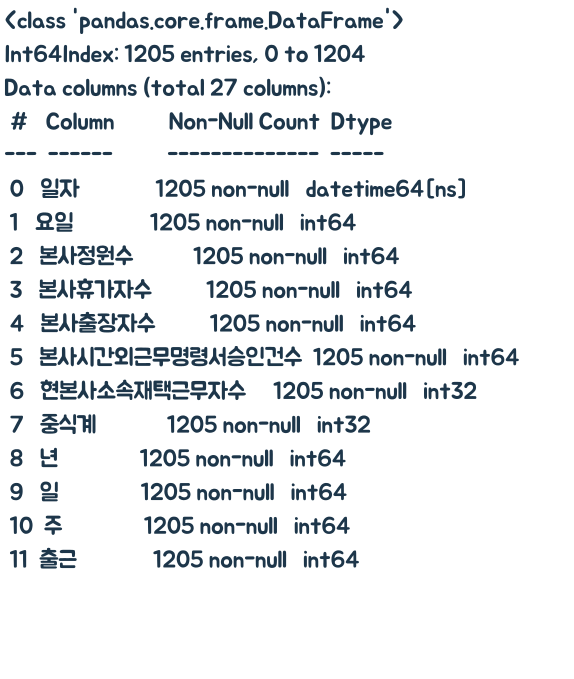 <class 'pandas.core.frame.DataFrame'>
Int64Index: 1205 entries, 0 to 1204
Data columns (total 27 columns):
# Column Non-Null Count Dtype
--- ------ -------------- -----
0 일자 1205 non-null datetime64[ns]
1 요일 1205 non-null int64
2 본사정원수 1205 non-null int64
3 본사휴가자수 1205 non-null int64
4 본사출장자수 1205 non-null int64
5 본사시간외근무명령서승인건수 1205 non-null int64
6 현본사소속재택근무자수 1205 non-null int32
7 중식계 1205 non-null int32
8 년 1205 non-null int64
9 일 1205 non-null int64
10 주 1205 non-null int64
11 출근 1205 non-null int64